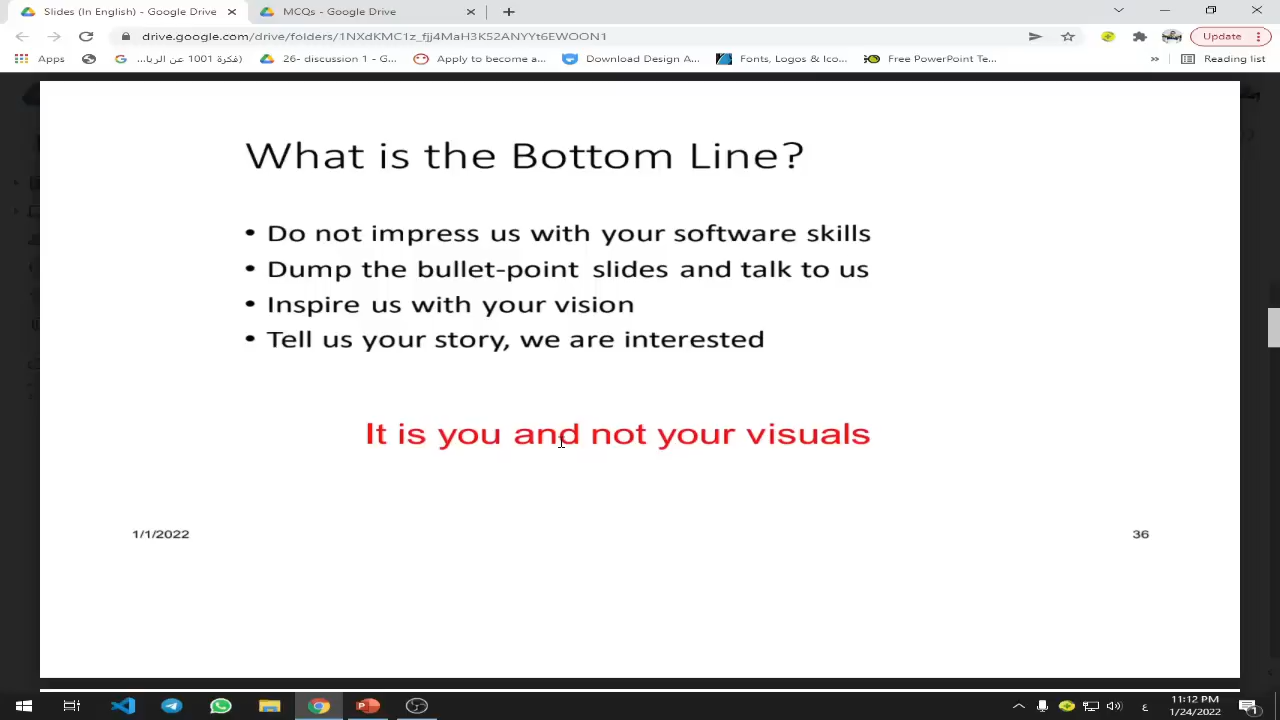 (MCQs) English - Google Drive
MCQs - Google Drive
drive.google.com/drive/folders/1NXdKMC1z_fjj4MaH3K52ANYYt6EWOON1
Update
Apps
فكرة 1001 عن الريا...)
26- discussion 1 - G...
Apply to become a...
Download Design A...
Fonts, Logos & Ico...
Free PowerPoint Te...
»
Reading list
What is the Bottom Line?
• Do not impress us with your software skills
• Dump the bullet-point slides and talk to us
• Inspire us with your vision
• Tell us your story, we are interested
It is you and not your visuals
1/1/2022
36
11:12 PM
ع
1/24/2022
1